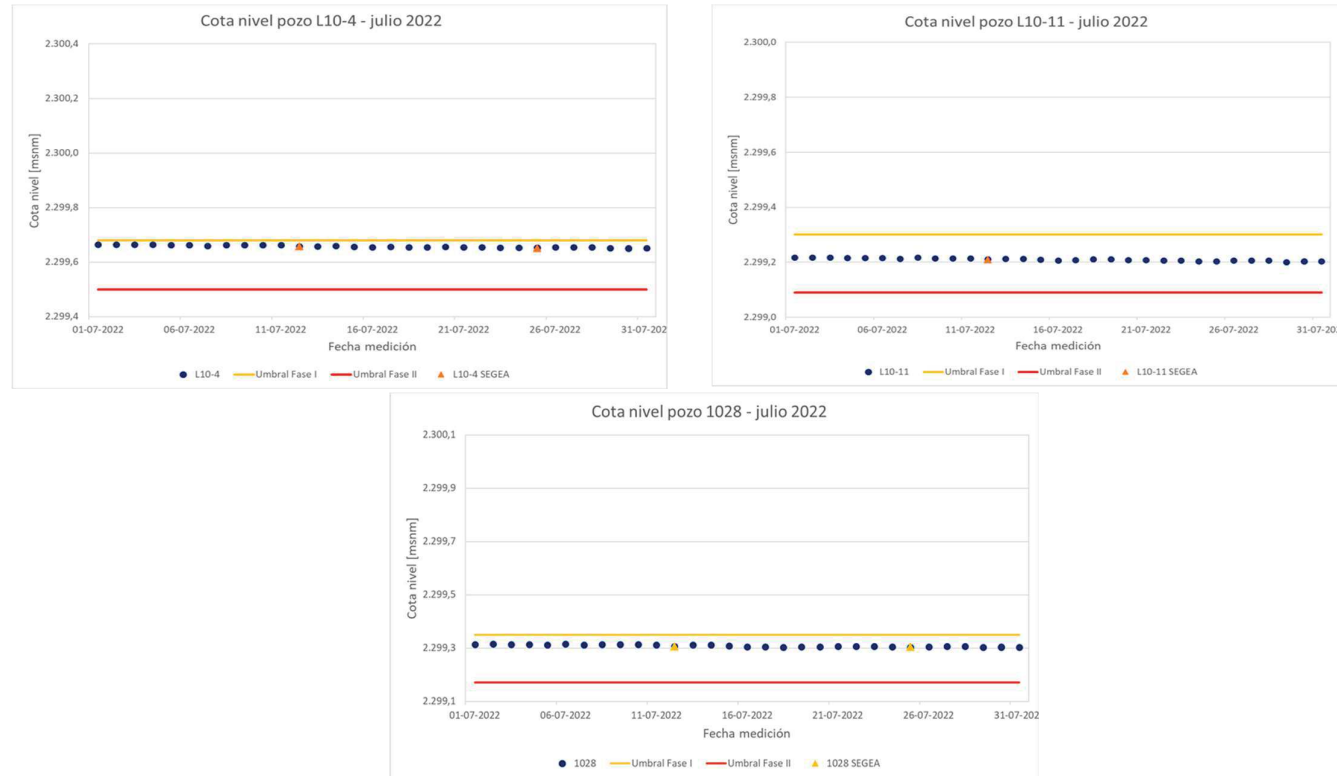 Cota nivel pozo L10-4 - julio 2022
Cota nivel [msnm]
2.300,4
2.300,2
2.300,0
2.299,8
2.299,6
2.299,4
01-07-2022 06-07-2022 11-07-2022 16-07-2022 21-07-2022 26-07-2022 31-07-202
Fecha medición
L10-4 Umbral Fase I Umbral Fase II L10-4 SEGEA
Cota nivel pozo L10-11 - julio 2022
Cota nivel [msnm]
2.300,0
2.299,8
2.299,6
2.299,4
2.299,2
2.299,0
01-07-2022 06-07-2022 11-07-2022 16-07-2022 21-07-2022 26-07-2022 31-07-202
Fecha medición
L10-11 Umbral Fase I Umbral Fase II L10-11 SEGEA
Cota nivel pozo 1028 - julio 2022
Cota nivel [msnm]
2.300,1
2.299,9
2.299,7
2.299,5
2.299,3
2.299,1
01-07-2022 06-07-2022 11-07-2022 16-07-2022 21-07-2022 26-07-2022 31-07-202
Fecha medición
1028 Umbral Fase I Umbral Fase II 1028 SEGEA